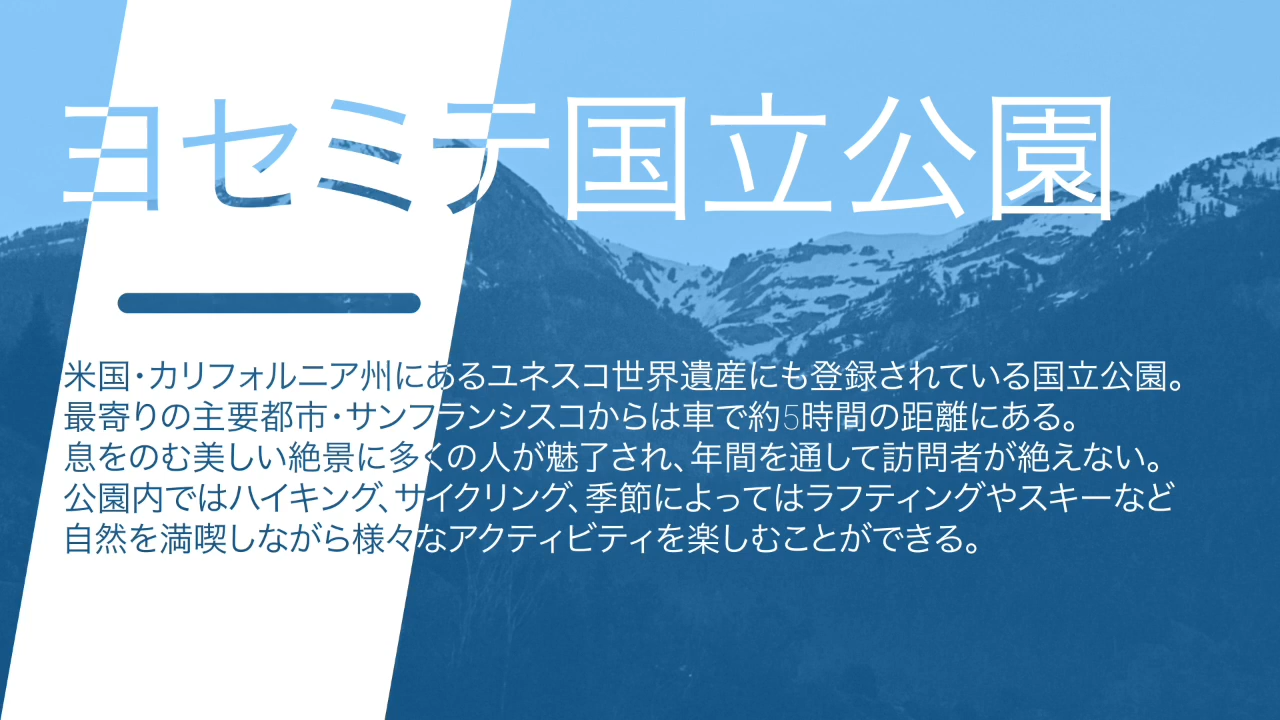 ヨセミテ国立公園
米国・カリフォルニア州にあるユネスコ世界遺産にも登録されている国立公園。
最寄りの主要都市・サンフランシスコからは車で約5時間の距離にある。
息をのむ美しい絶景に多くの人が魅了され、年間を通して訪問者が絶えない。
公園内ではハイキング、サイクリング、季節によってはラフティングやスキーなど
自然を満喫しながら様々なアクティビティを楽しむことができる。